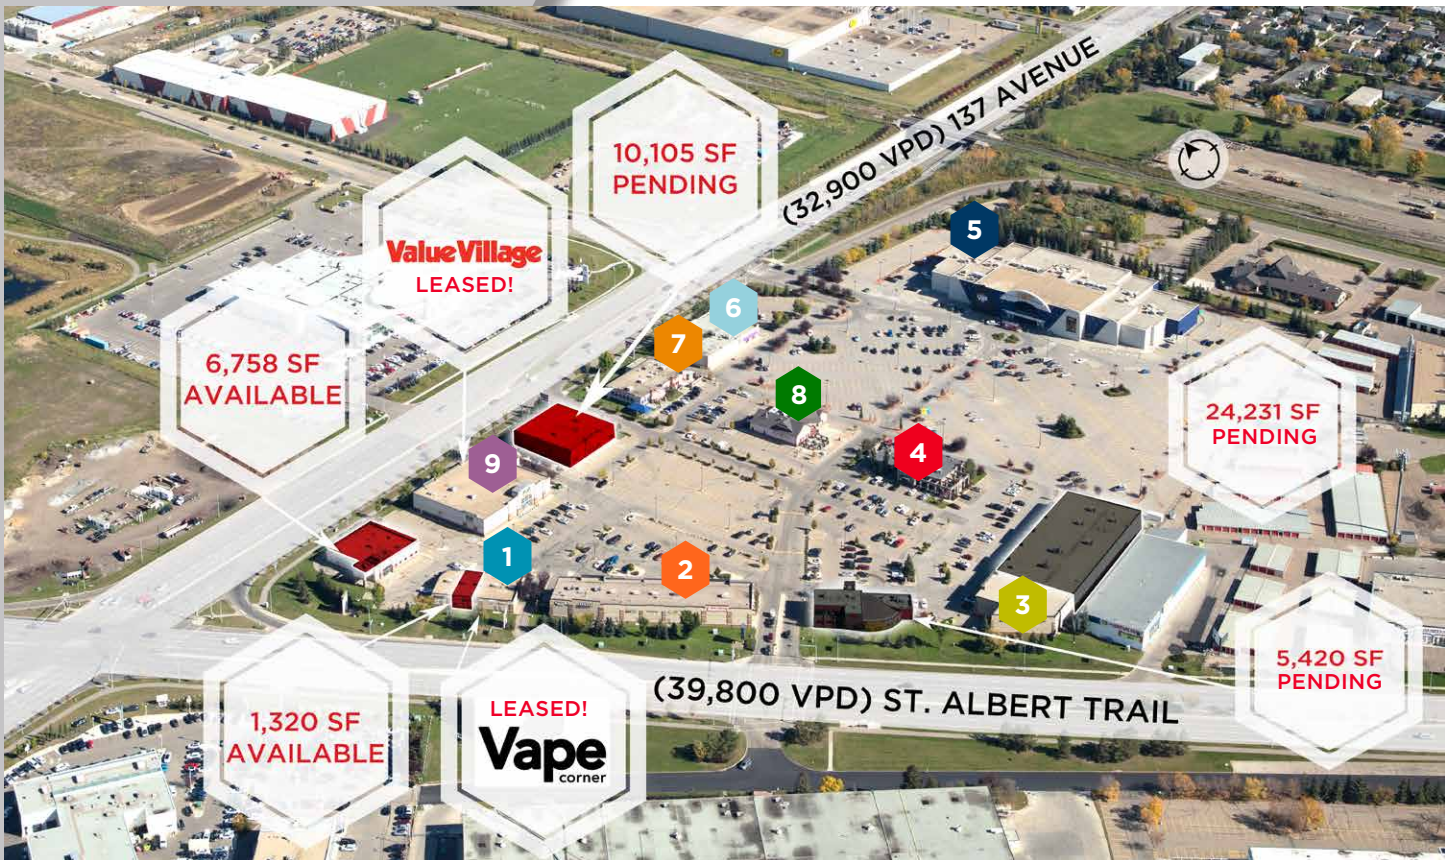 10,105 SF
PENDING
(32,900 VPD) 137 AVENUE
Value Village
LEASED!
6,758 SF
AVAILABLE
5
6
7
8
24,231 SF
PENDING
4
9
1
2
3
5,420 SF
PENDING
(39,800 VPD) ST. ALBERT TRAIL
1,320 SF
AVAILABLE
LEASED!
Vape
corner